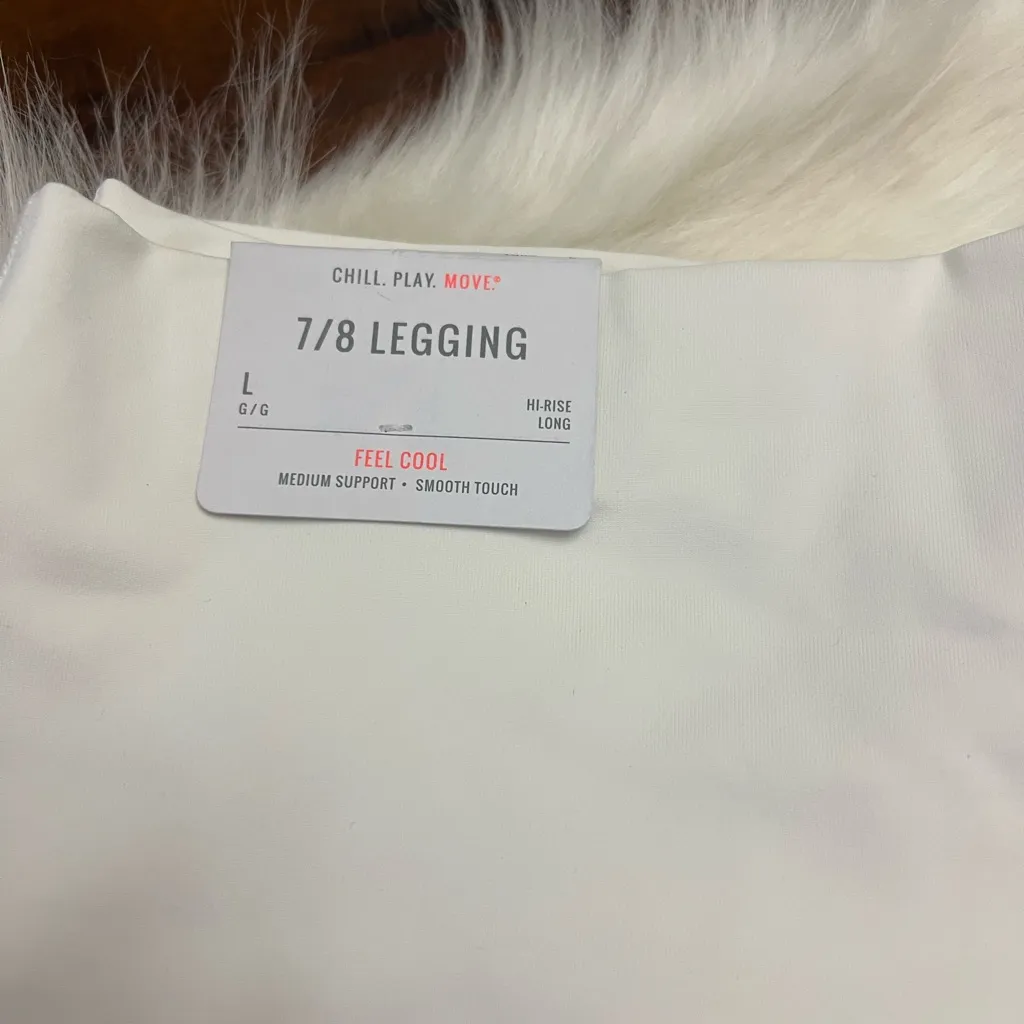 CHILL. PLAY. MOVE.®
7/8 LEGGING
L
G/G
HI-RISE
LONG
FEEL COOL
MEDIUM SUPPORT • SMOOTH TOUCH